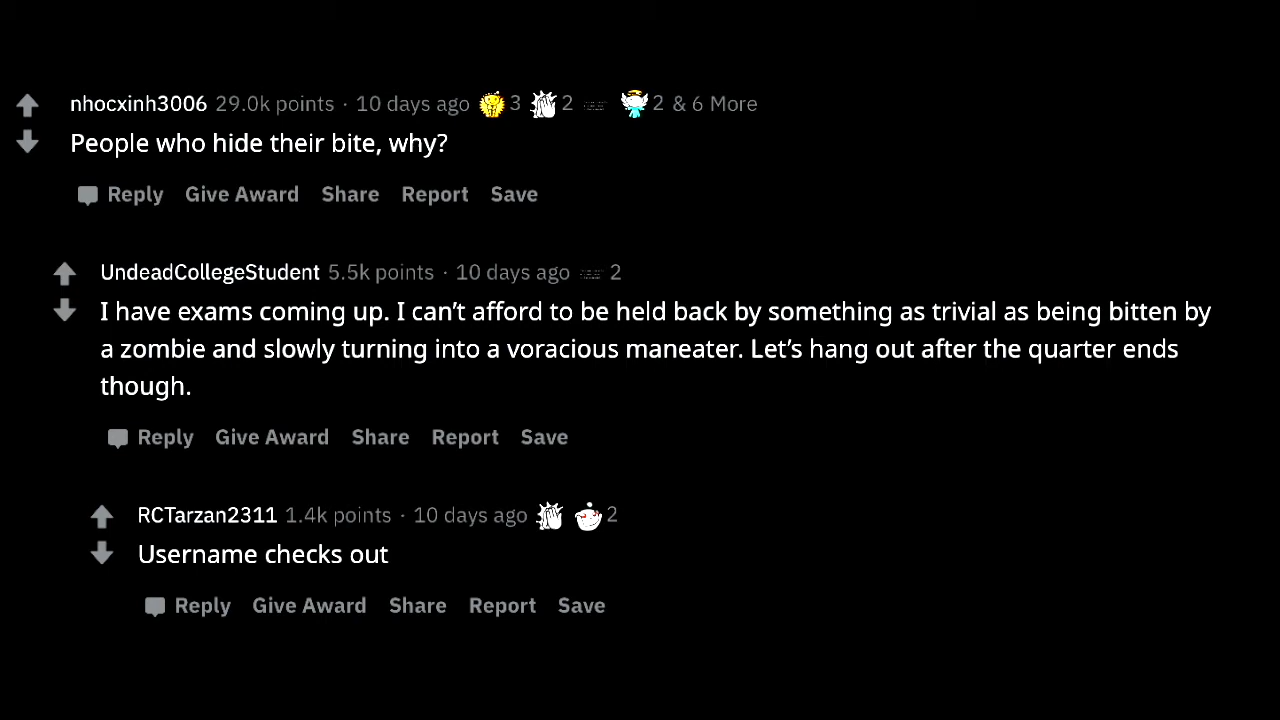 nhocxinh3006 29.0k points · 10 days ago 3 2 2 & 6 More
People who hide their bite, why?
Reply Give Award Share Report Save
UndeadCollegeStudent 5.5k points · 10 days ago 2
I have exams coming up. I can’t afford to be held back by something as trivial as being bitten by
a zombie and slowly turning into a voracious maneater. Let’s hang out after the quarter ends
though.
Reply Give Award Share Report Save
RCTarzan2311 1.4k points · 10 days ago 2
Username checks out
Reply Give Award Share Report Save